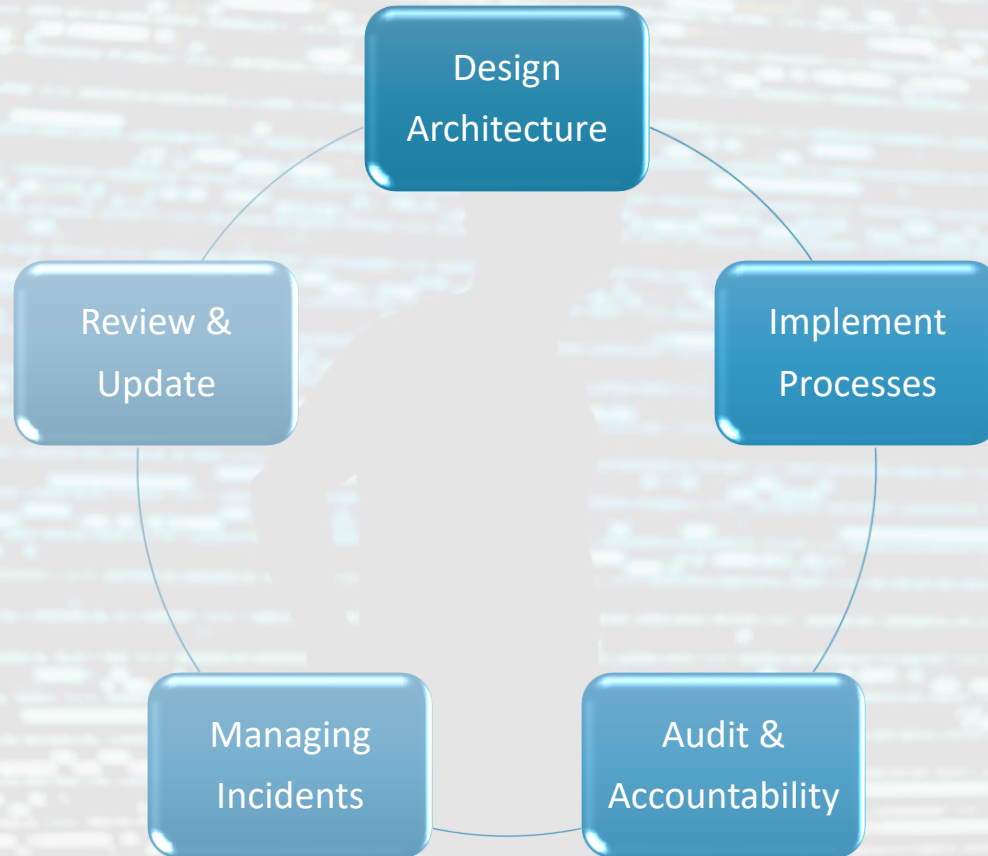 Design
Architecture
Implement
Processes
Audit &
Accountability
Managing
Incidents
Review &
Update